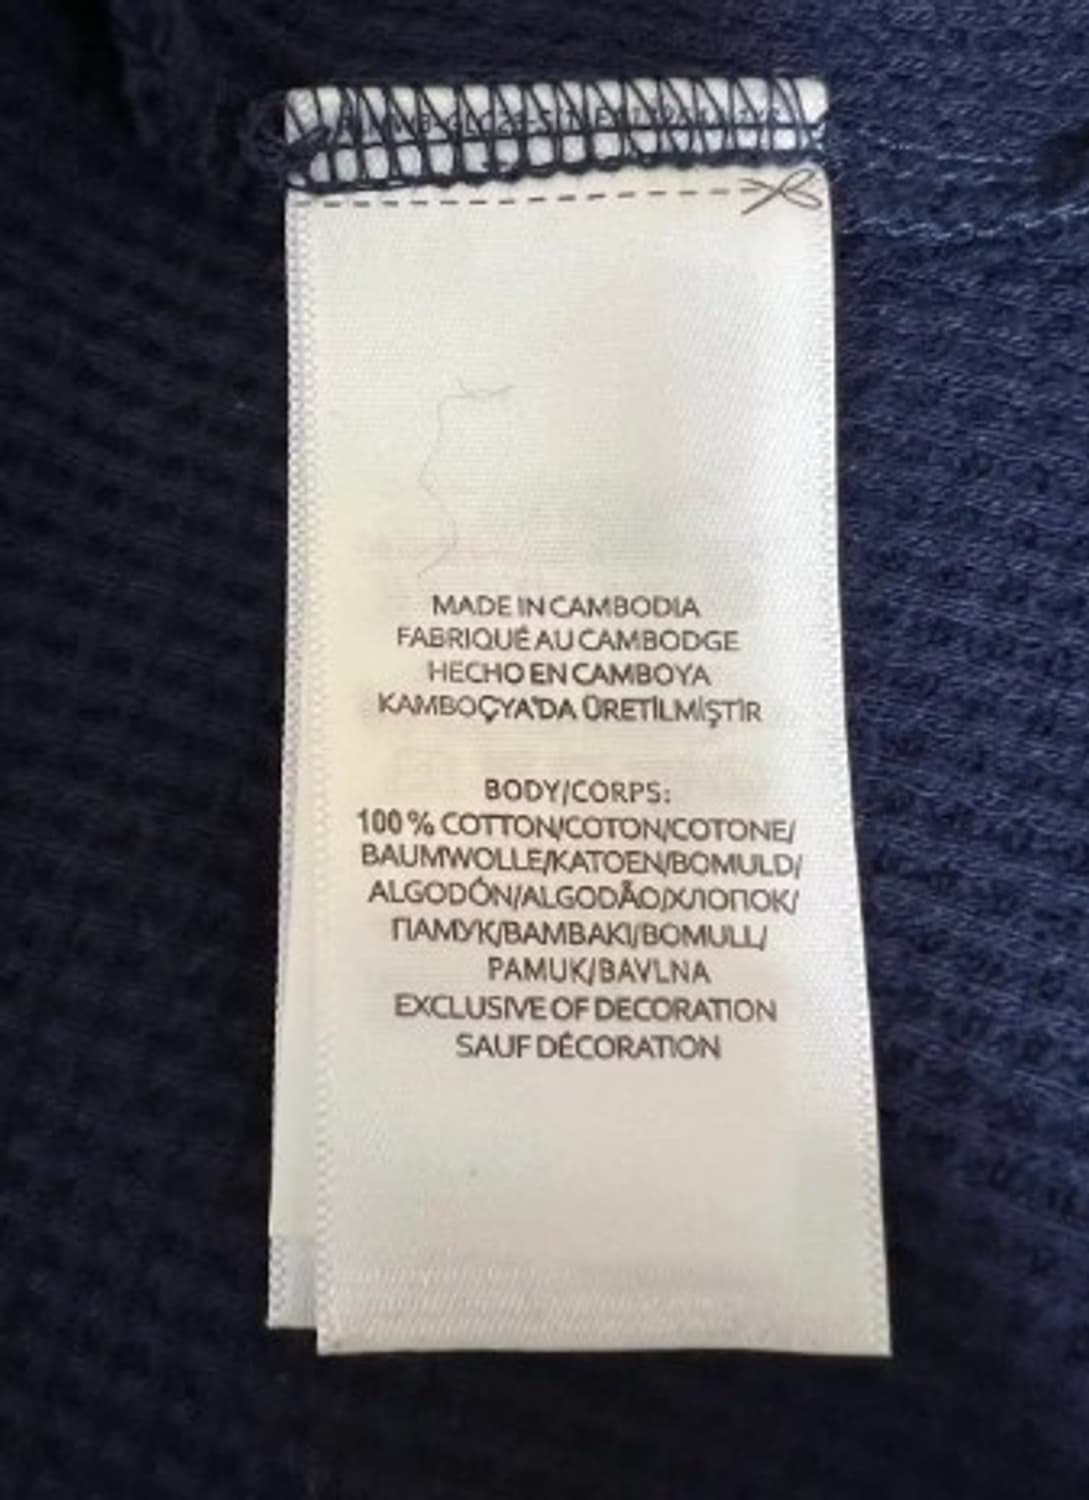 MADE IN CAMBODIA
FABRIQUÉ AU CAMBODGE
HECHO EN CAMBOYA
KAMBOÇYA'DA ÜRETİLMİŞTİR
BODY/CORPS:
100 % COTTON/COTON/COTONE/
BAUMWOLLE/KATOEN/BOMULD/
ALGODÓN/ALGODÃO/ХЛОПОК/
ПАМУК/BAMBAKI/BOMULL/
PAMUK/BAVLNA
EXCLUSIVE OF DECORATION
SAUF DÉCORATION